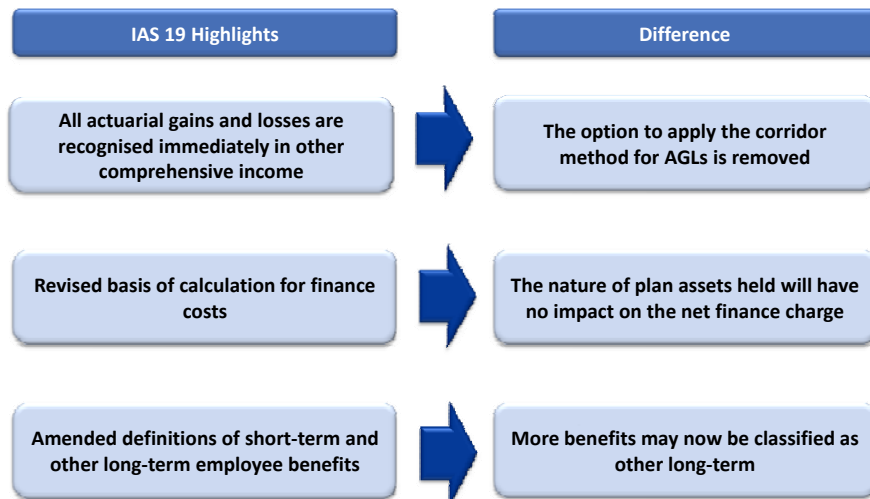 IAS 19 Highlights
Difference
All actuarial gains and losses are
recognised immediately in other
comprehensive income
The option to apply the corridor
method for AGLs is removed
Revised basis of calculation for finance
costs
The nature of plan assets held will have
no impact on the net finance charge
Amended definitions of short-term and
other long-term employee benefits
More benefits may now be classified as
other long-term